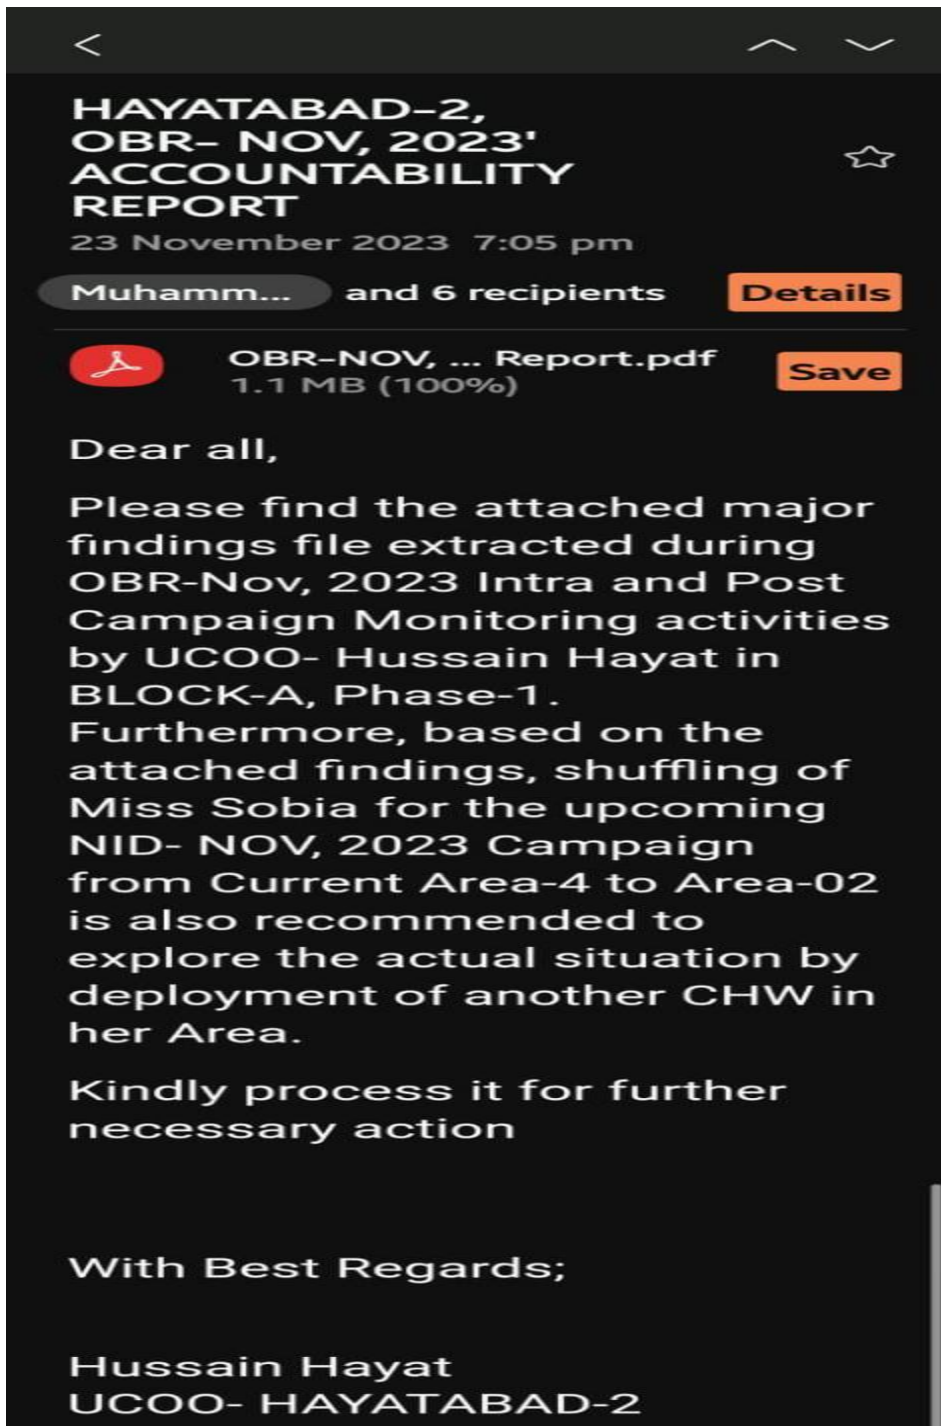 HAYATABAD-2,
OBR- NOV, 2023'
ACCOUNTABILITY
REPORT
23 November 2023 7:05 pm
Muhamm... and 6 recipients Details
OBR-NOV, ... Report.pdf
1.1 MB (100%)
Save
Dear all,
Please find the attached major
findings file extracted during
OBR-Nov, 2023 Intra and Post
Campaign Monitoring activities
by UCOO- Hussain Hayat in
BLOCK-A, Phase-1.
Furthermore, based on the
attached findings, shuffling of
Miss Sobia for the upcoming
NID- NOV, 2023 Campaign
from Current Area-4 to Area-02
is also recommended to
explore the actual situation by
deployment of another CHW in
her Area.
Kindly process it for further
necessary action
With Best Regards;
Hussain Hayat
UCOO- HAYATABAD-2